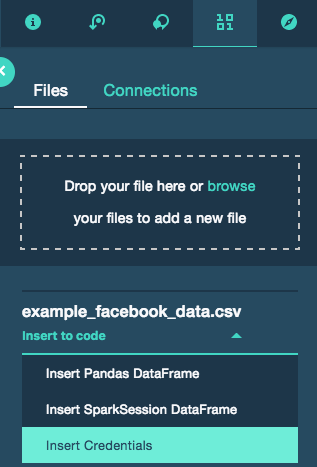 Files
Connections
Drop your file here or browse
your files to add a new file
example_facebook_data.csv
Insert to code
Insert Pandas DataFrame
Insert SparkSession DataFrame
Insert Credentials